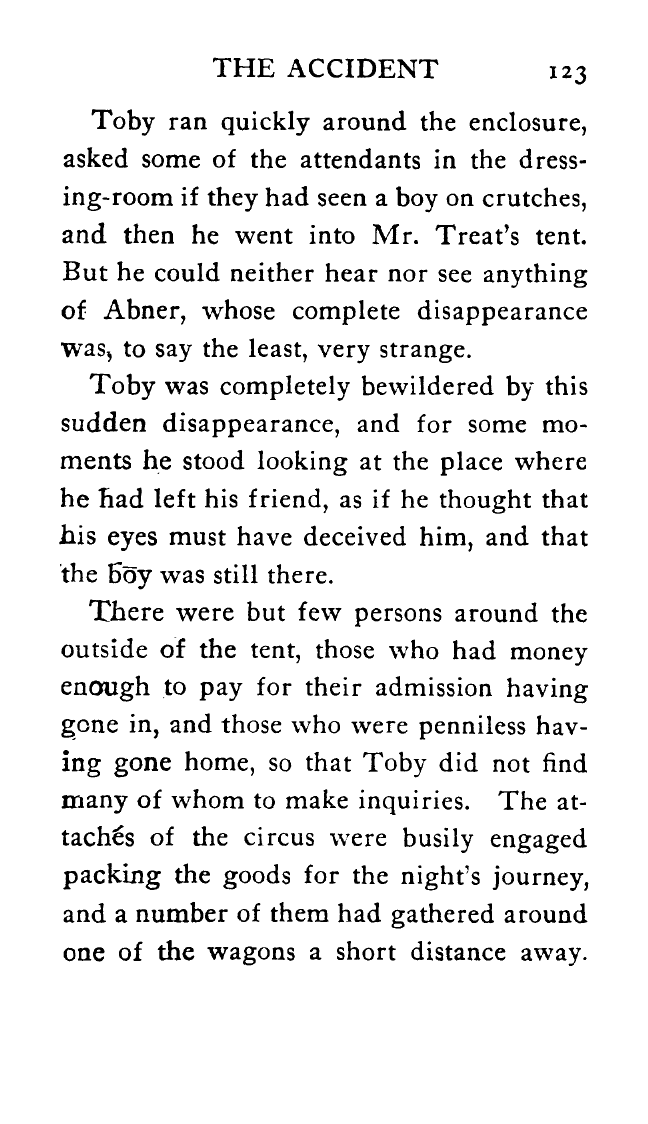 THE ACCIDENT 123
Toby ran quickly around the enclosure,
asked some of the attendants in the dress-
ing-room if they had seen a boy on crutches,
and then he went into Mr. Treat's tent.
But he could neither hear nor see anything
of Abner, whose complete disappearance
was, to say the least, very strange.
Toby was completely bewildered by this
sudden disappearance, and for some mo-
ments he stood looking at the place where
he had left his friend, as if he thought that
his eyes must have deceived him, and that
the boy was still there.
There were but few persons around the
outside of the tent, those who had money
enough to pay for their admission having
gone in, and those who were penniless hav-
ing gone home, so that Toby did not find
many of whom to make inquiries. The at-
tachés of the circus were busily engaged
packing the goods for the night's journey,
and a number of them had gathered around
one of the wagons a short distance away.